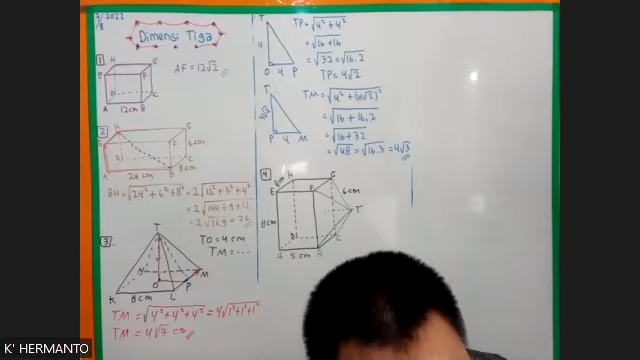 7/2022
/8
Dimensi Tiga
1
H G
E F
D C
A B
12cm
AF = 12√2
2
H G
E F
6cm
D C
8
A B
24 cm
BH = √24² + 6² + 8² = 2√12² + 3² + 4²
= 2√144 + 9 + 16
= 2√169 = 26
3.
T
TO = 4 cm
TM = ....
N M
O P
K L
8cm
TM = √4² + 4² + 4² = 4√1² + 1² + 1²
TM = 4√3 cm
T
4
O 4 P
TP = √4² + 4²
= √16 + 16
= √32 = √16.2
TP = 4√2
T
4√2
P 4 M
TM = √4² + (4√2)²
= √16 + 16.2
= √16 + 32
= √48 = √16.3 = 4√3
4
H G
8cm
E F
6cm
T
8cm
D C
A B
5 cm
K' HERMANTO